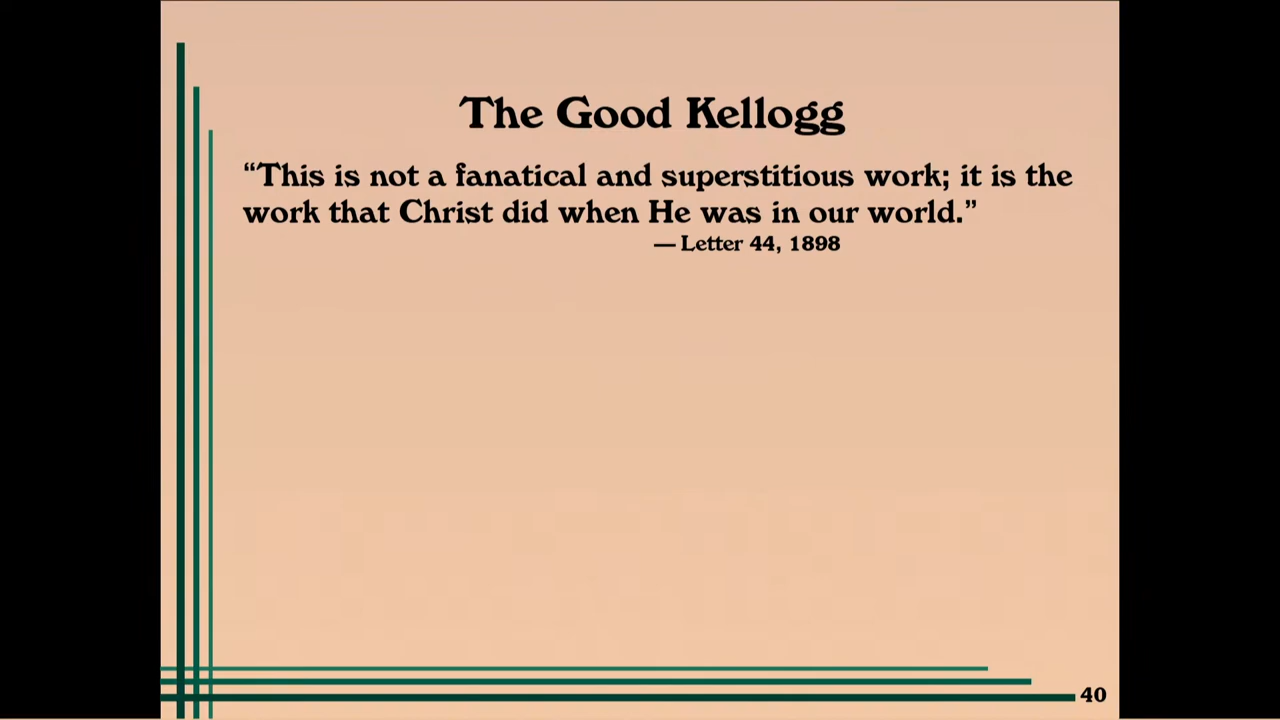 The Good Kellogg
“This is not a fanatical and superstitious work; it is the
work that Christ did when He was in our world.”
— Letter 44, 1898
40